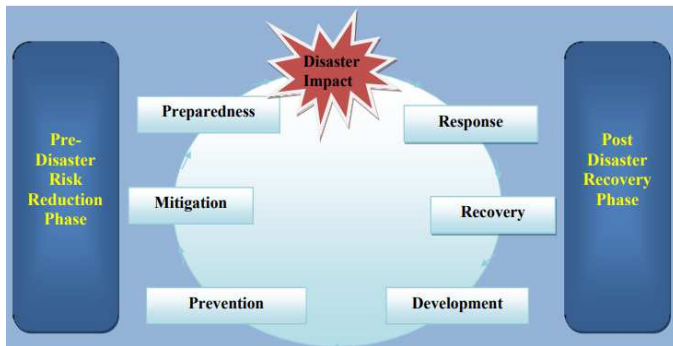 Disaster
Impact
Preparedness
Response
Pre-
Disaster
Risk
Reduction
Phase
Mitigation
Recovery
Post
Disaster
Recovery
Phase
Prevention
Development